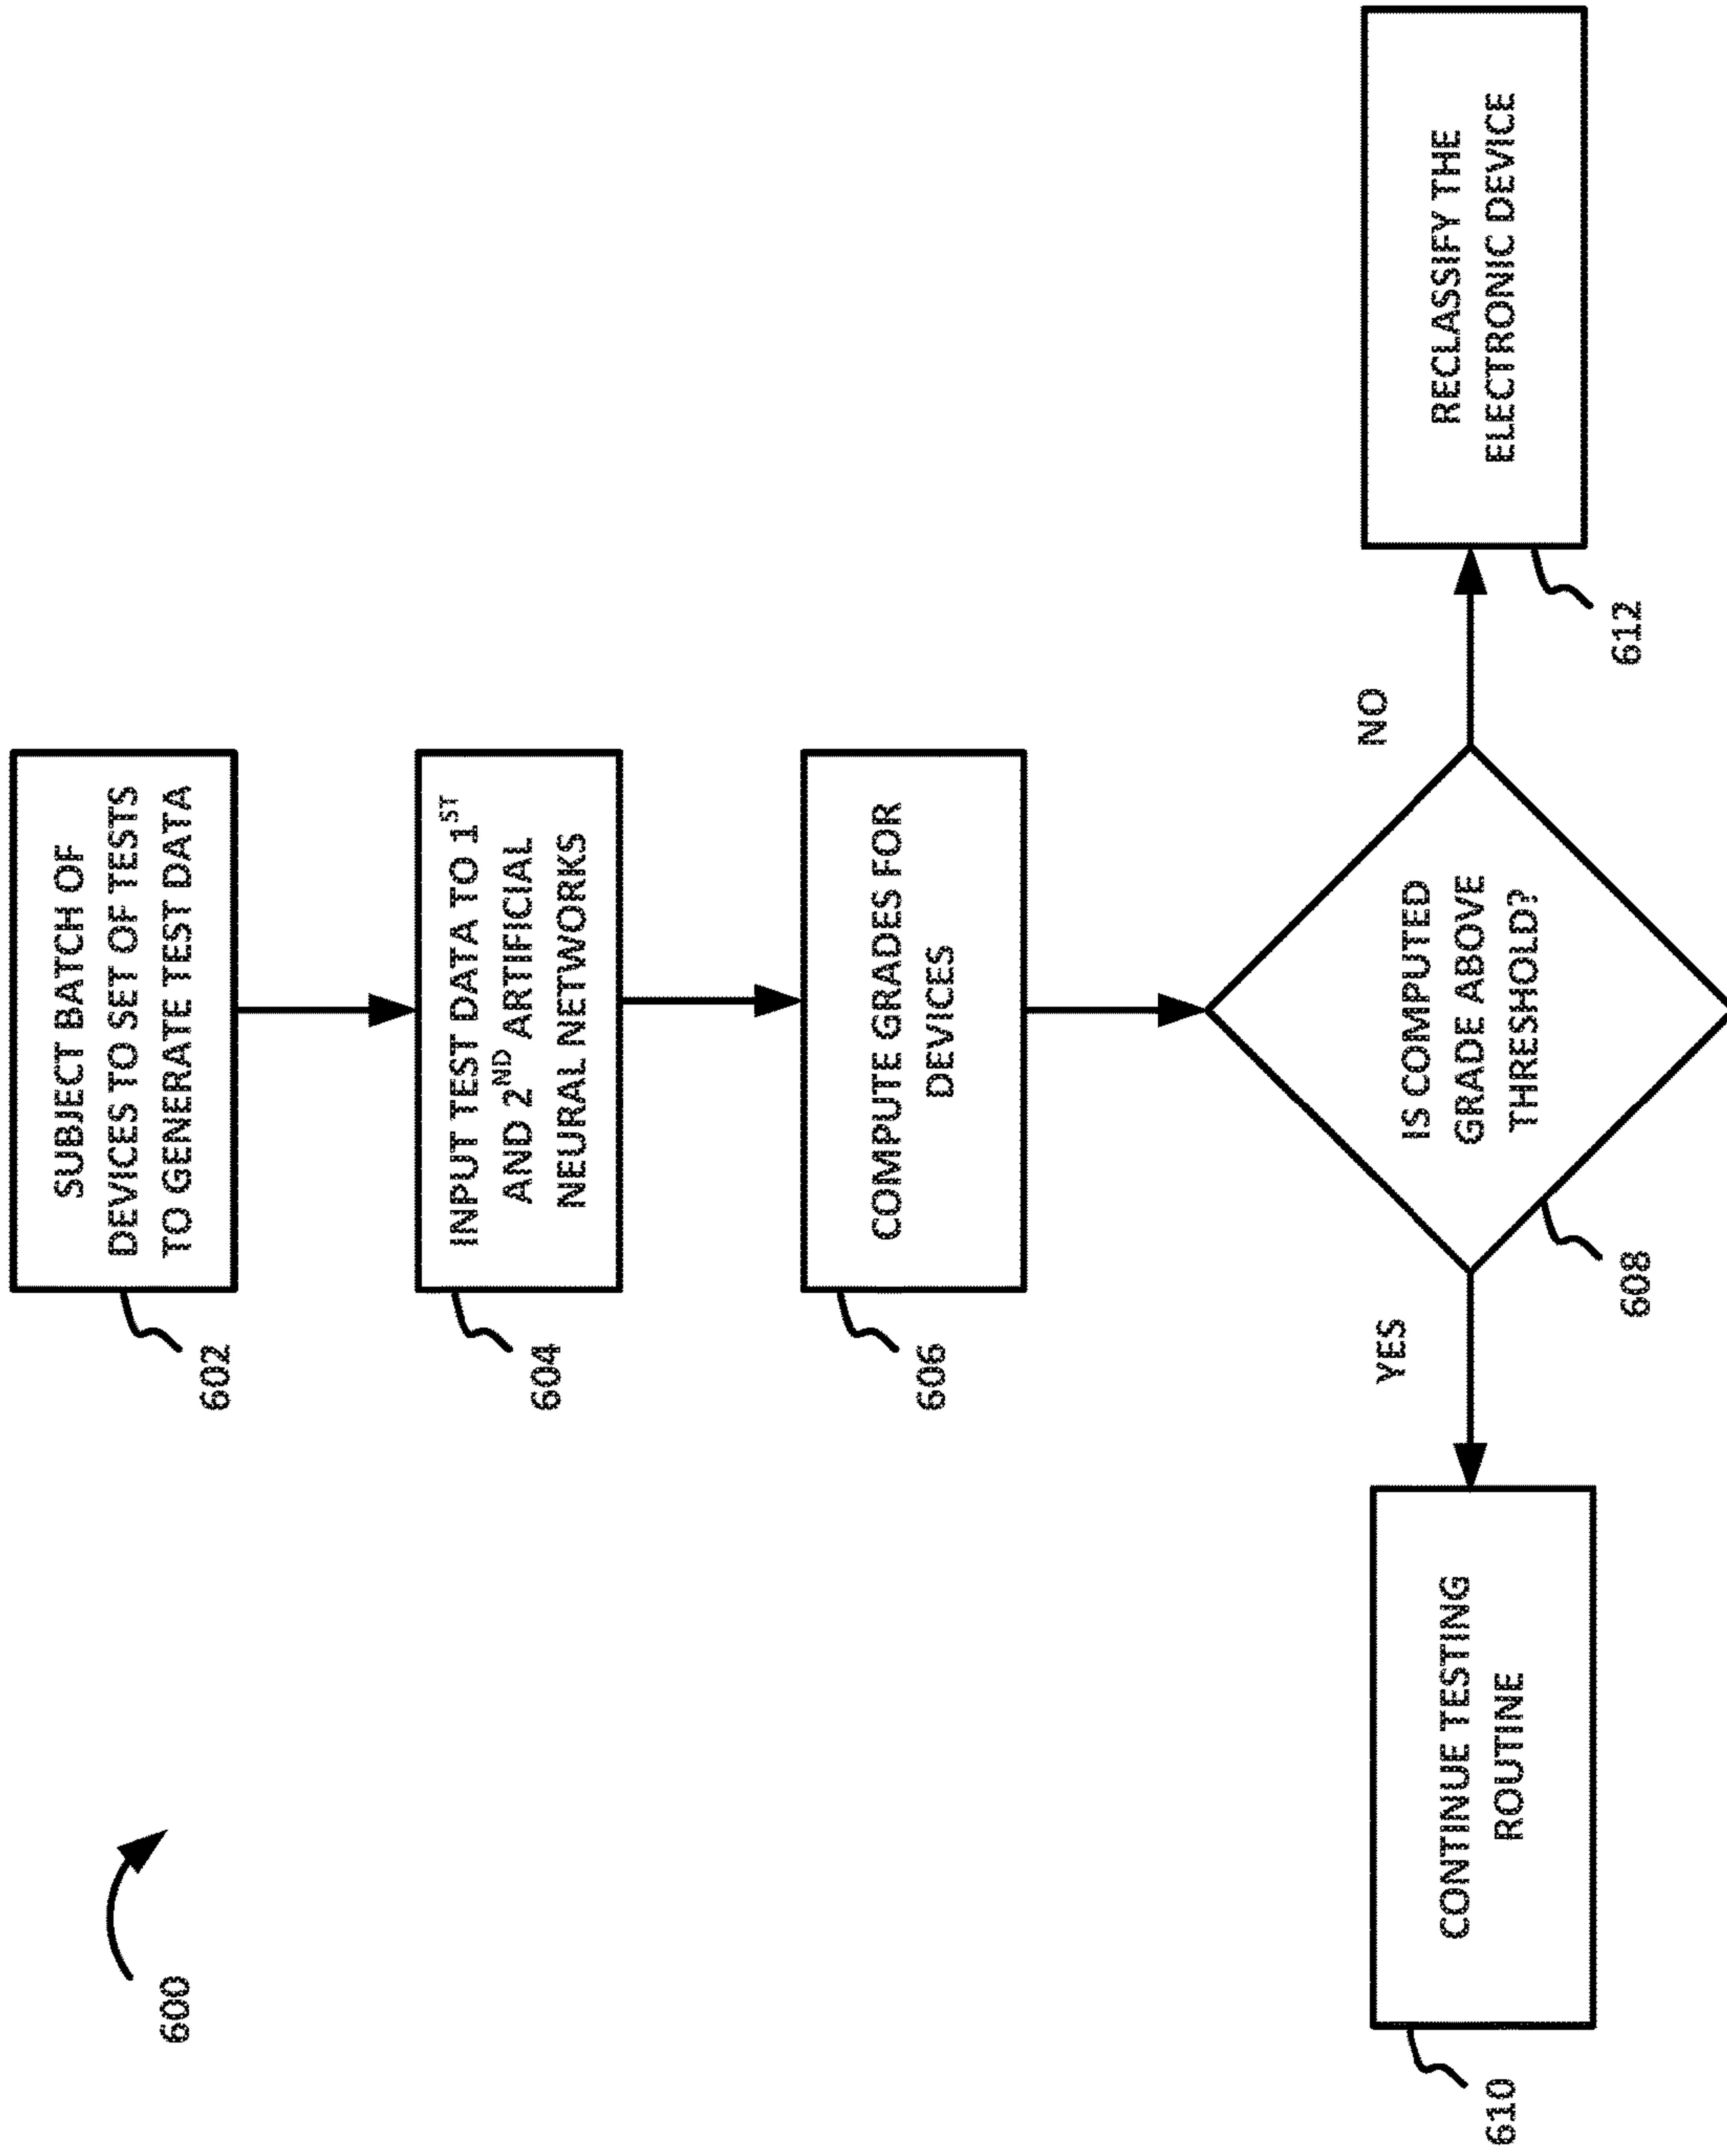 600
SUBJECT BATCH OF
DEVICES TO SET OF TESTS
TO GENERATE TEST DATA
602
INPUT TEST DATA TO 1ST
AND 2ND ARTIFICIAL
NEURAL NETWORKS
604
COMPUTE GRADES FOR
DEVICES
606
IS COMPUTED
GRADE ABOVE
THRESHOLD?
608
YES
NO
CONTINUE TESTING
ROUTINE
610
RECLASSIFY THE
ELECTRONIC DEVICE
612